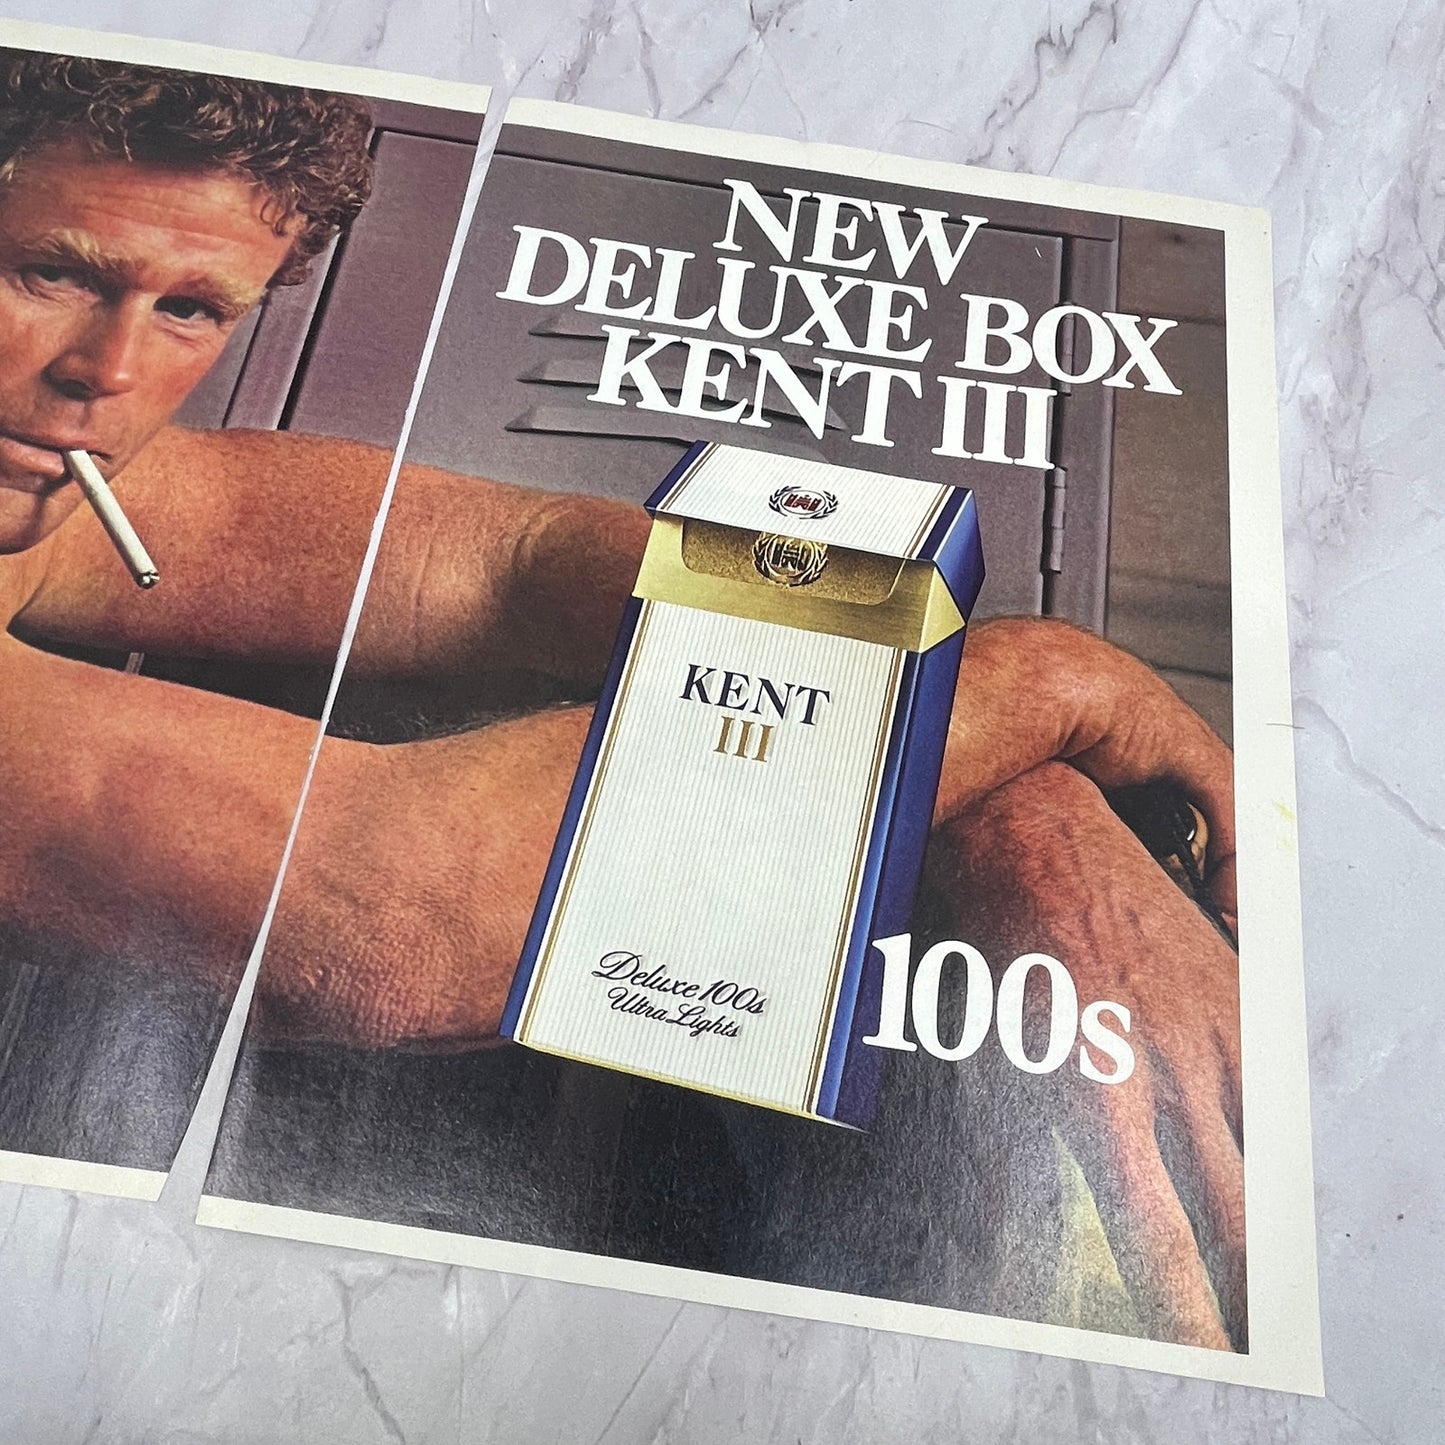 NEW
DELUXE BOX
KENT III
KENT
III
Deluxe 100s
Ultra Lights
100s